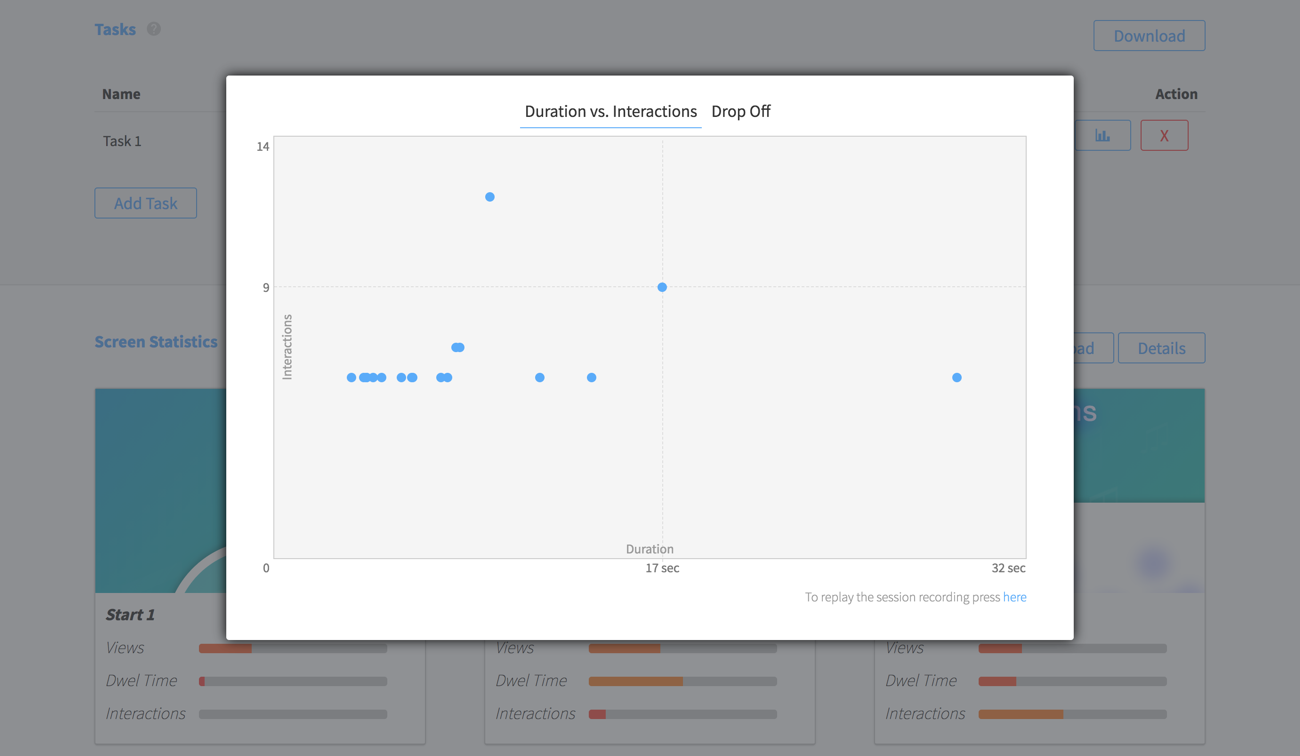 Tasks ?
Download
Name
Action
Task 1
X
Add Task
Duration vs. Interactions
Drop Off
14
9
Interactions
Duration
0
17 sec
32 sec
To replay the session recording press here
Screen Statistics
Details
Start 1
Views
Dwel Time
Interactions
Views
Dwel Time
Interactions
Views
Dwel Time
Interactions